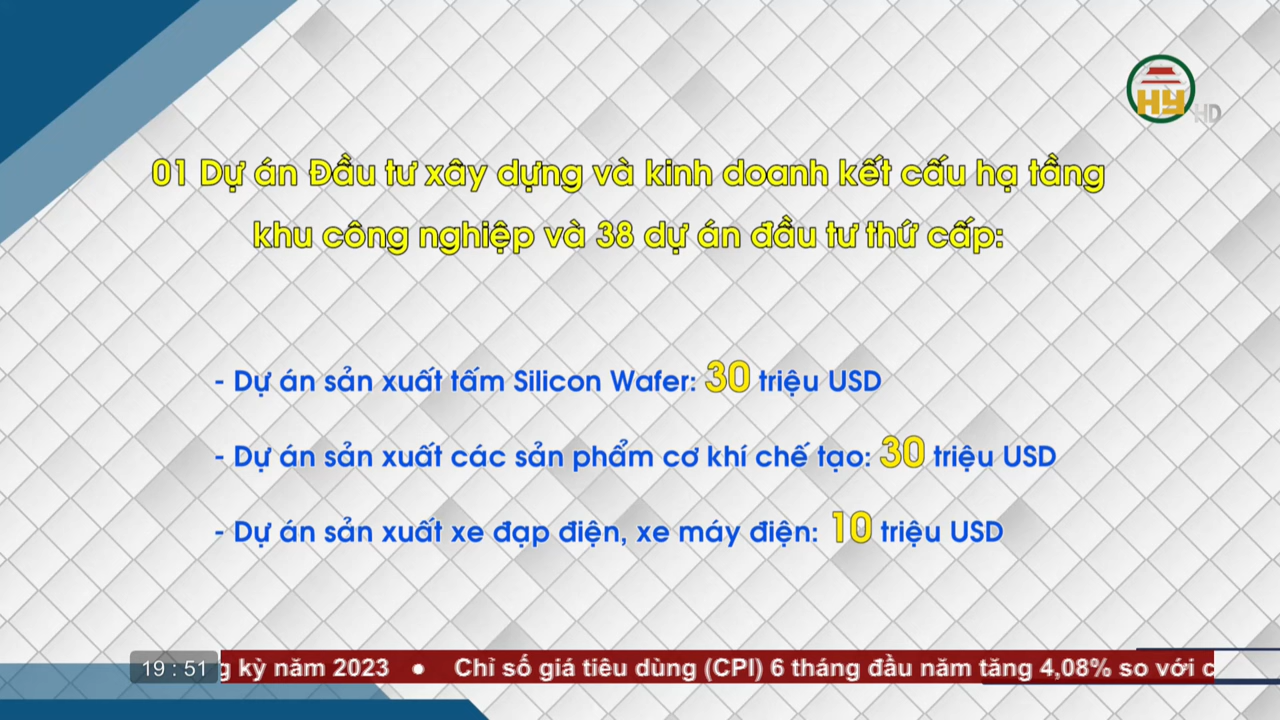 HY HD
01 Dự án Đầu tư xây dựng và kinh doanh kết cấu hạ tầng
khu công nghiệp và 38 dự án đầu tư thứ cấp:
- Dự án sản xuất tấm Silicon Wafer: 30 triệu USD
- Dự án sản xuất các sản phẩm cơ khí chế tạo: 30 triệu USD
- Dự án sản xuất xe đạp điện, xe máy điện: 10 triệu USD
19 : 51 g kỳ năm 2023 • Chỉ số giá tiêu dùng (CPI) 6 tháng đầu năm tăng 4,08% so với c